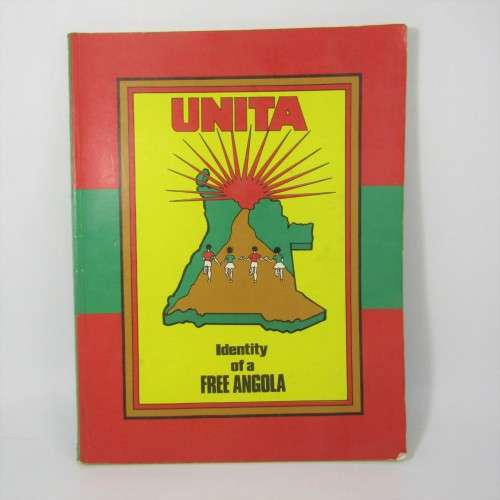 UNITA
Identity
of a
FREE ANGOLA